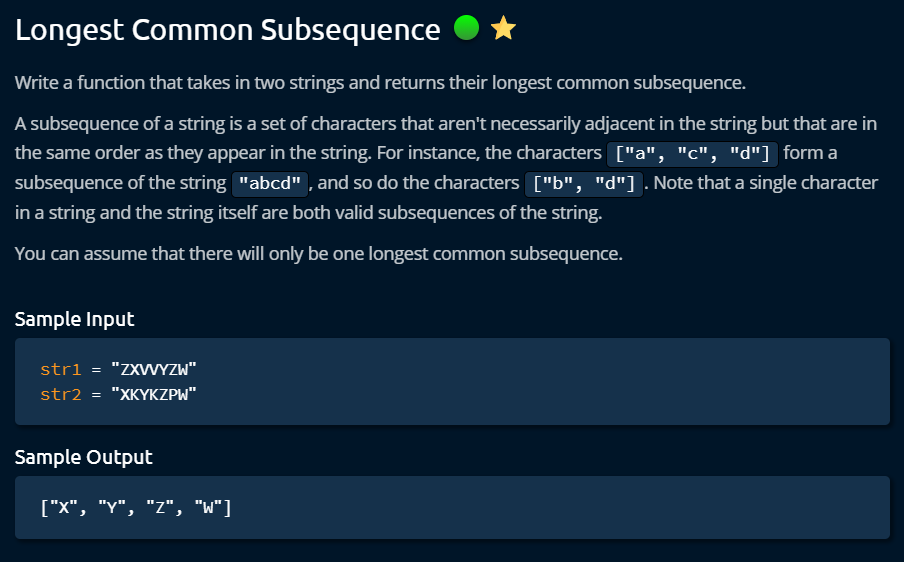 Longest Common Subsequence
Write a function that takes in two strings and returns their longest common subsequence.
A subsequence of a string is a set of characters that aren't necessarily adjacent in the string but that are in
the same order as they appear in the string. For instance, the characters ["a", "c", "d"] form a
subsequence of the string "abcd", and so do the characters ["b", "d"]. Note that a single character
in a string and the string itself are both valid subsequences of the string.
You can assume that there will only be one longest common subsequence.
Sample Input
str1 = "ZXVVYZW"
str2 = "XKYKZPW"
Sample Output
["X", "Y", "Z", "W"]